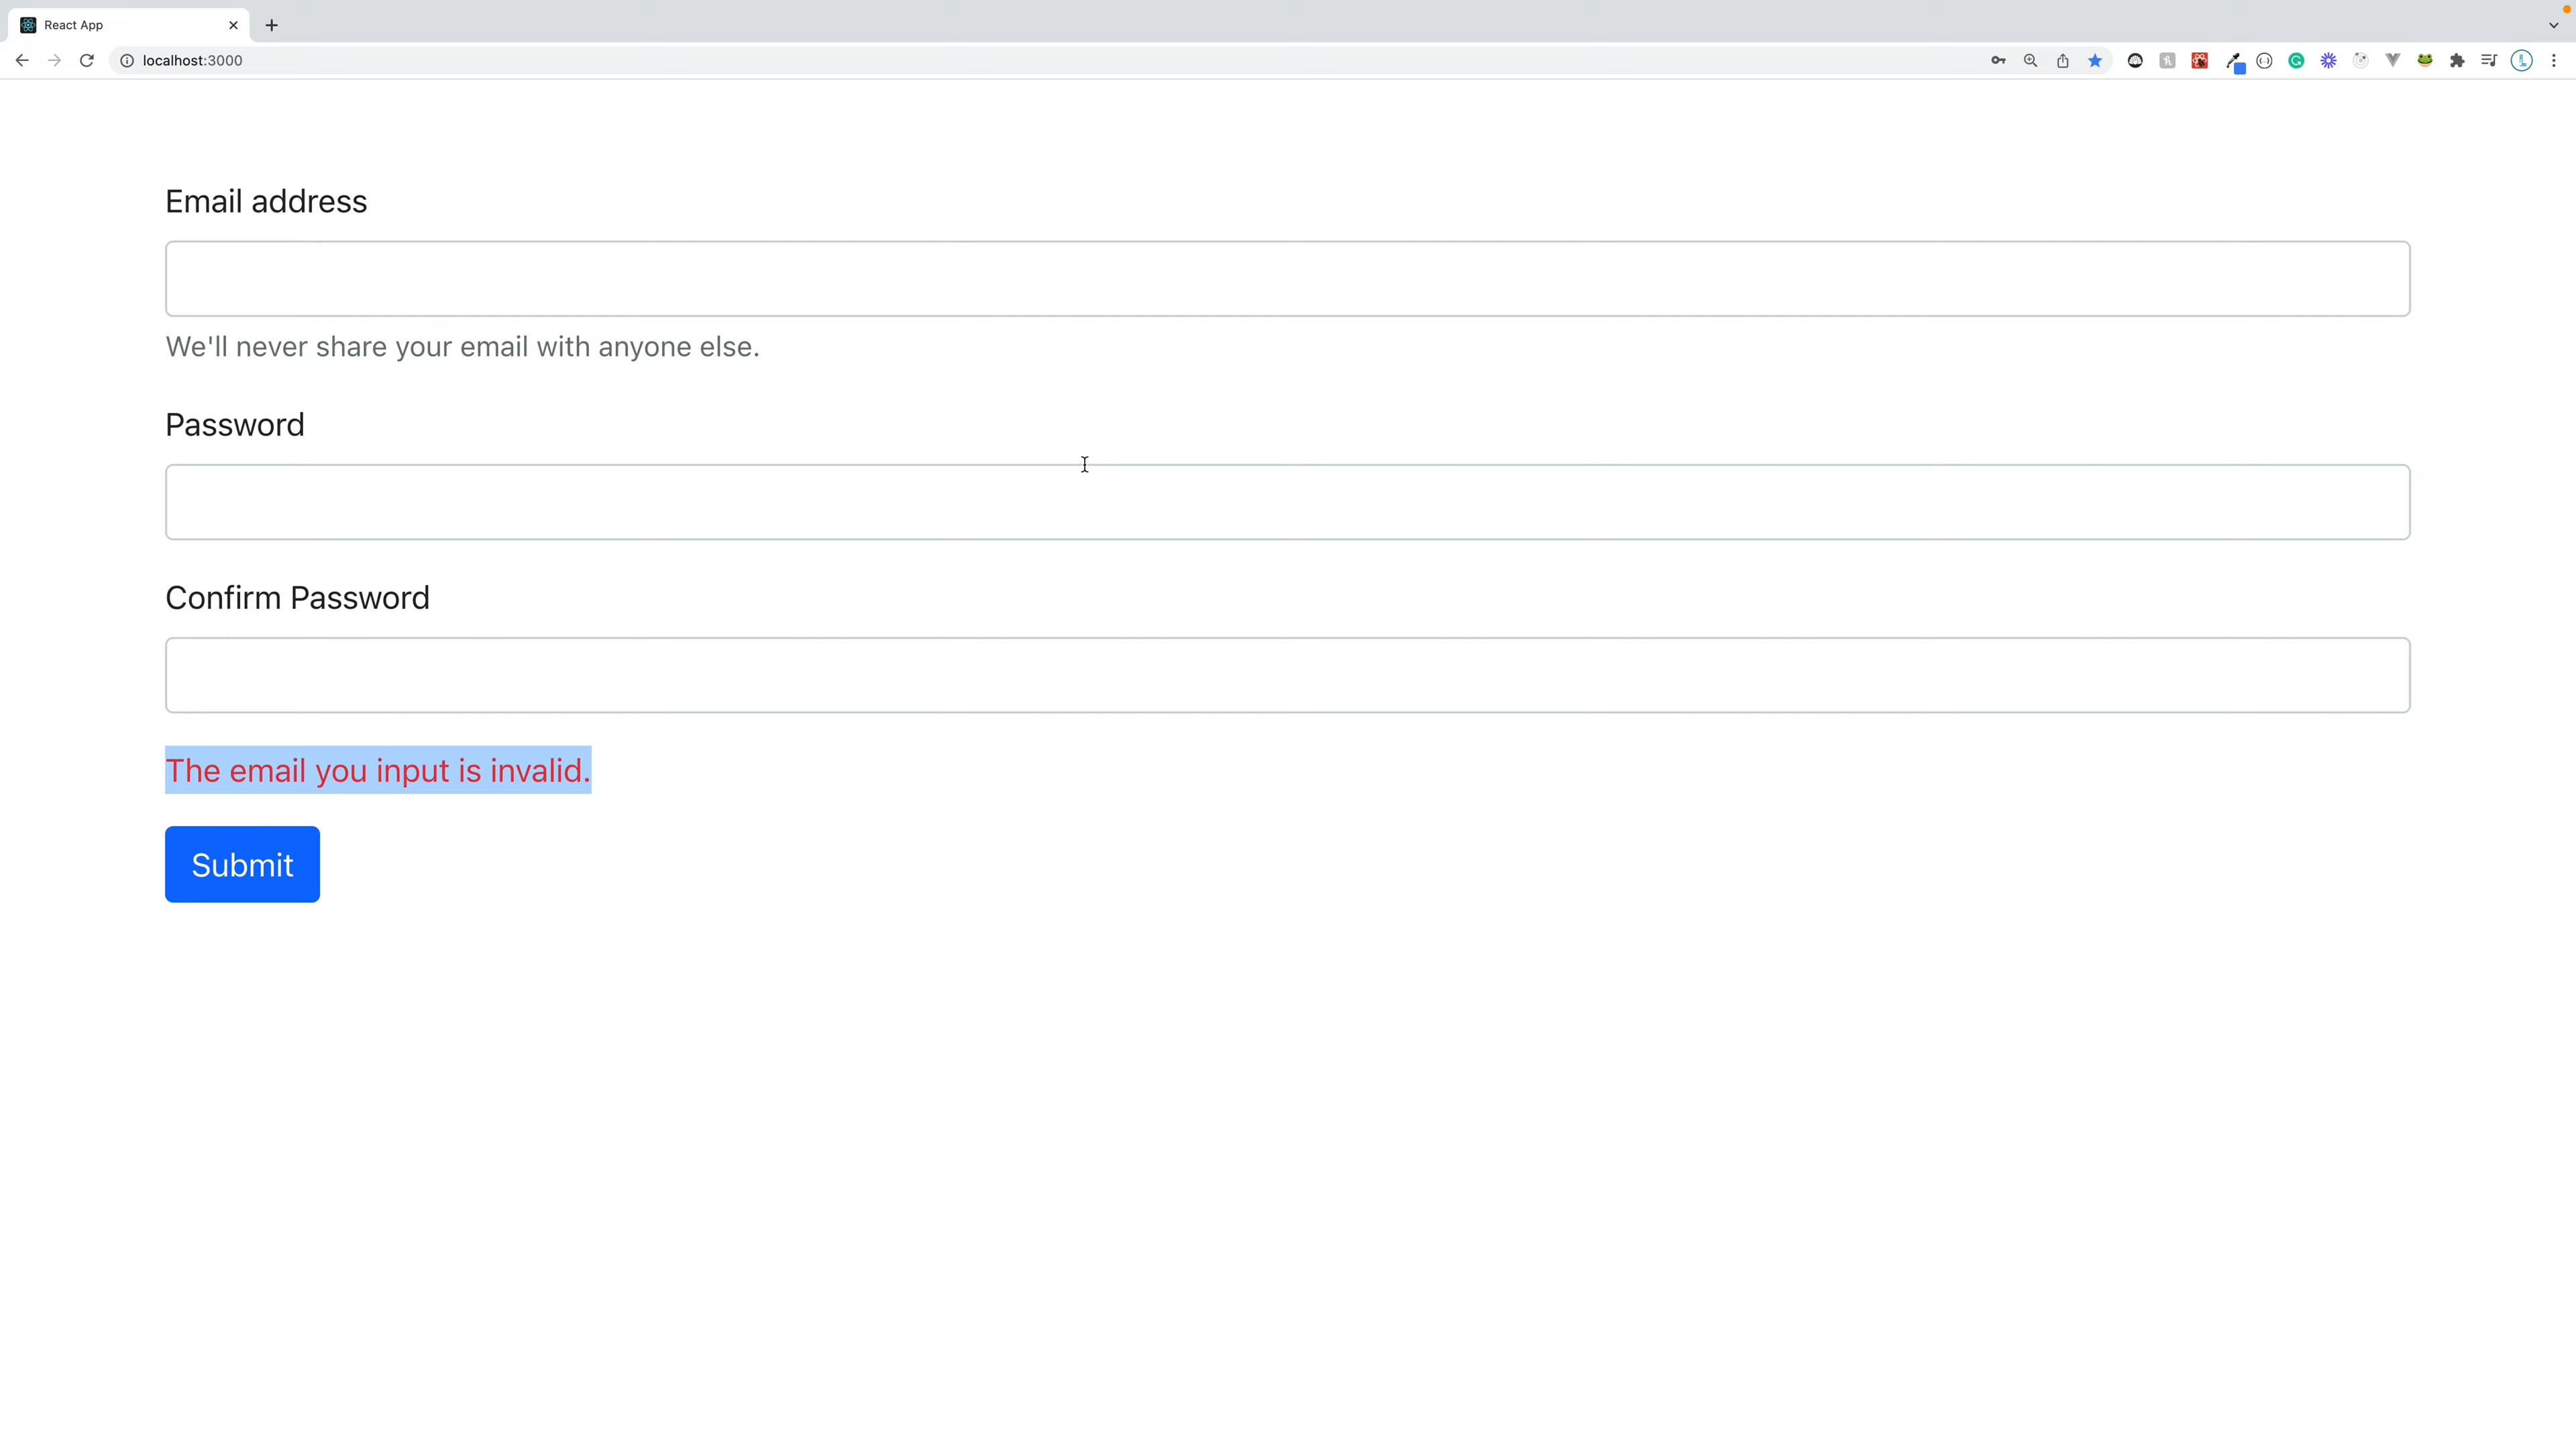 React App
localhost:3000
Email address
We'll never share your email with anyone else.
Password
Confirm Password
The email you input is invalid.
Submit